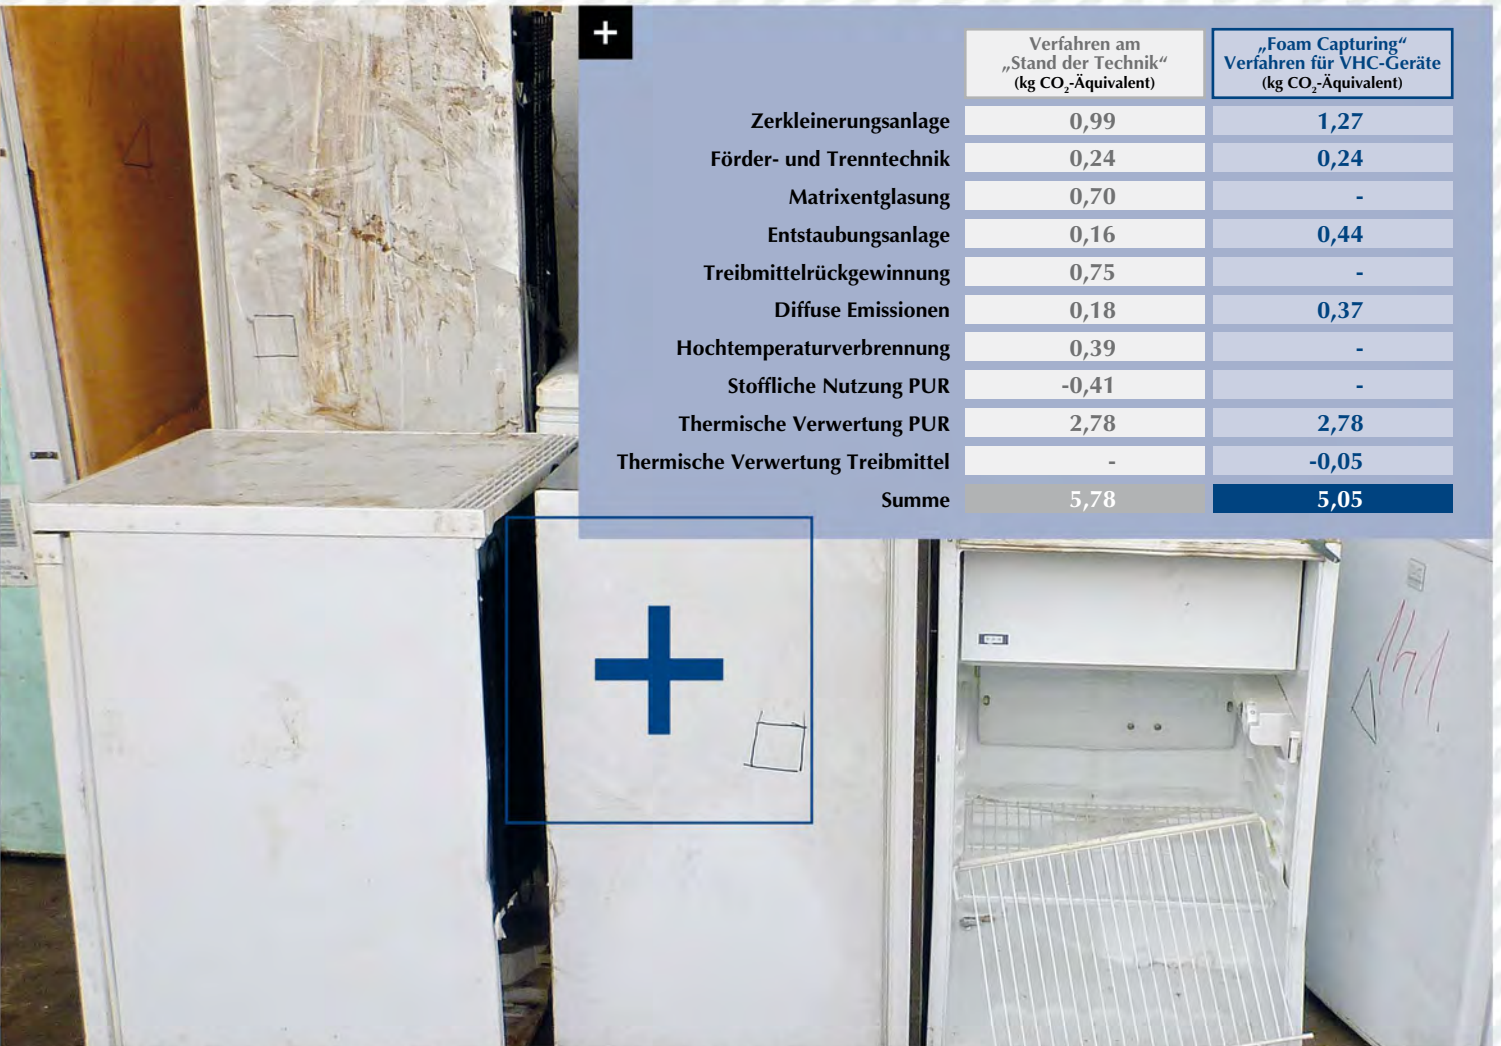 +
Verfahren am
„Stand der Technik“
(kg CO₂-Äquivalent)
„Foam Capturing“
Verfahren für VHC-Geräte
(kg CO₂-Äquivalent)
Zerkleinerungsanlage 0,99 1,27
Förder- und Trenntechnik 0,24 0,24
Matrixentglasung 0,70 -
Entstaubungsanlage 0,16 0,44
Treibmittelrückgewinnung 0,75 -
Diffuse Emissionen 0,18 0,37
Hochtemperaturverbrennung 0,39 -
Stoffliche Nutzung PUR -0,41 -
Thermische Verwertung PUR 2,78 2,78
Thermische Verwertung Treibmittel - -0,05
Summe 5,78 5,05